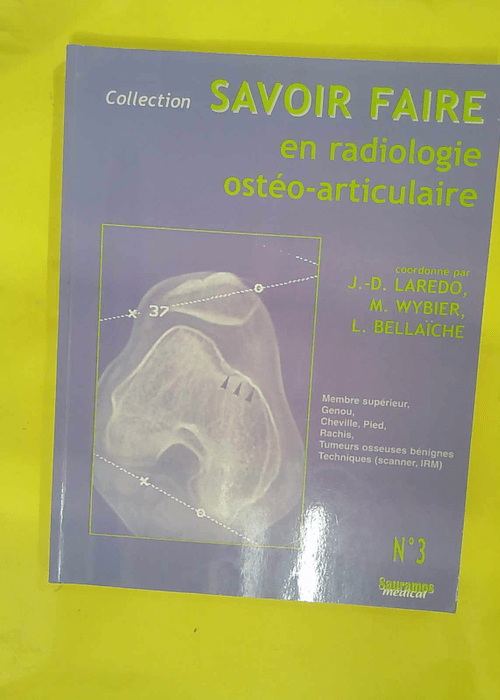 Collection SAVOIR FAIRE
en radiologie
ostéo-articulaire
coordonné par
J.-D. LAREDO,
M. WYBIER,
L. BELLAÏCHE
x 37 o
Membre supérieur,
Genou,
Cheville, Pied,
Rachis,
Tumeurs osseuses bénignes
Techniques (scanner, IRM)
x
o
N°3
Sauramps
médical